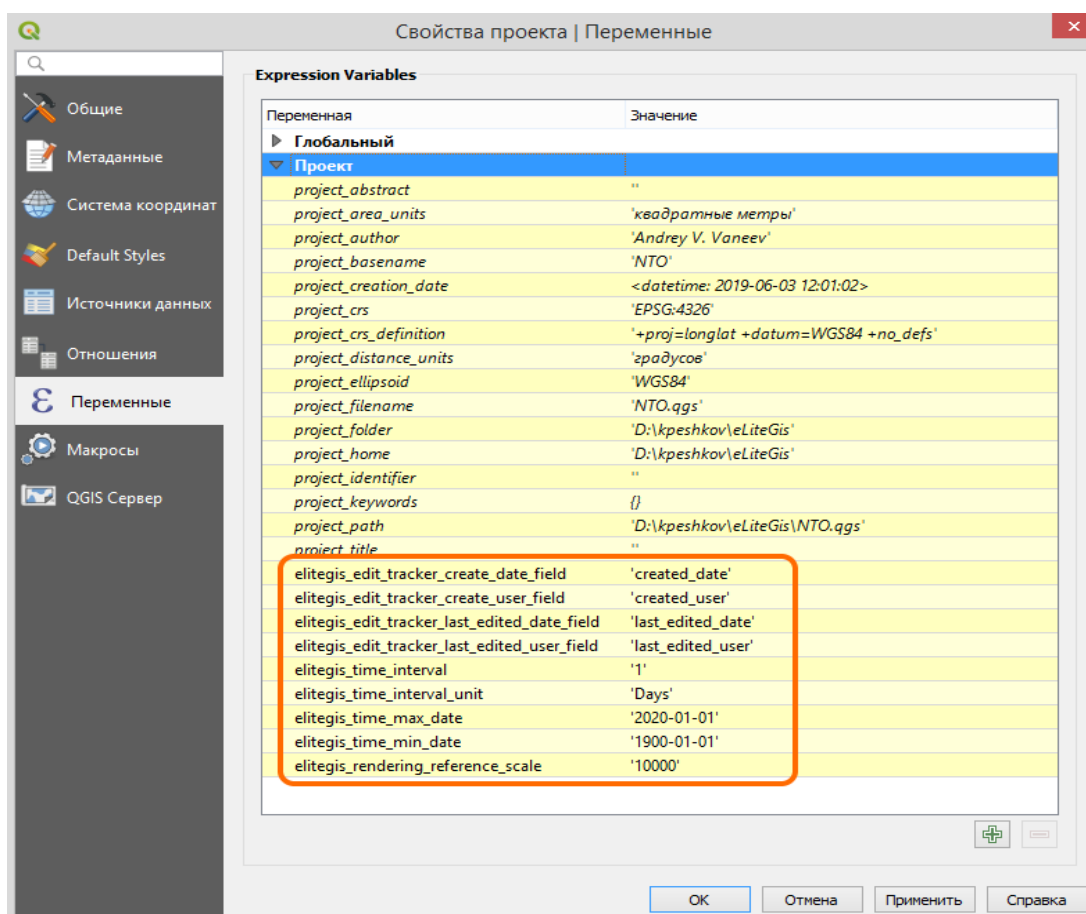 Свойства проекта | Переменные
Общие
Метаданные
Система координат
Default Styles
Источники данных
Отношения
Переменные
Макросы
QGIS Сервер
Expression Variables
Переменная Значение
Глобальный
Проект
project_abstract ''
project_area_units 'квадратные метры'
project_author 'Andrey V. Vaneev'
project_basename 'NTO'
project_creation_date <datetime: 2019-06-03 12:01:02>
project_crs 'EPSG:4326'
project_crs_definition '+proj=longlat +datum=WGS84 +no_defs'
project_distance_units 'градусов'
project_ellipsoid 'WGS84'
project_filename 'NTO.qgs'
project_folder 'D:\kpeshkov\eLiteGis'
project_home 'D:\kpeshkov\eLiteGis'
project_identifier ''
project_keywords {}
project_path 'D:\kpeshkov\eLiteGis\NTO.qgs'
project_title ''
elitegis_edit_tracker_create_date_field 'created_date'
elitegis_edit_tracker_create_user_field 'created_user'
elitegis_edit_tracker_last_edited_date_field 'last_edited_date'
elitegis_edit_tracker_last_edited_user_field 'last_edited_user'
elitegis_time_interval '1'
elitegis_time_interval_unit 'Days'
elitegis_time_max_date '2020-01-01'
elitegis_time_min_date '1900-01-01'
elitegis_rendering_reference_scale '10000'
OK Отмена Применить Справка